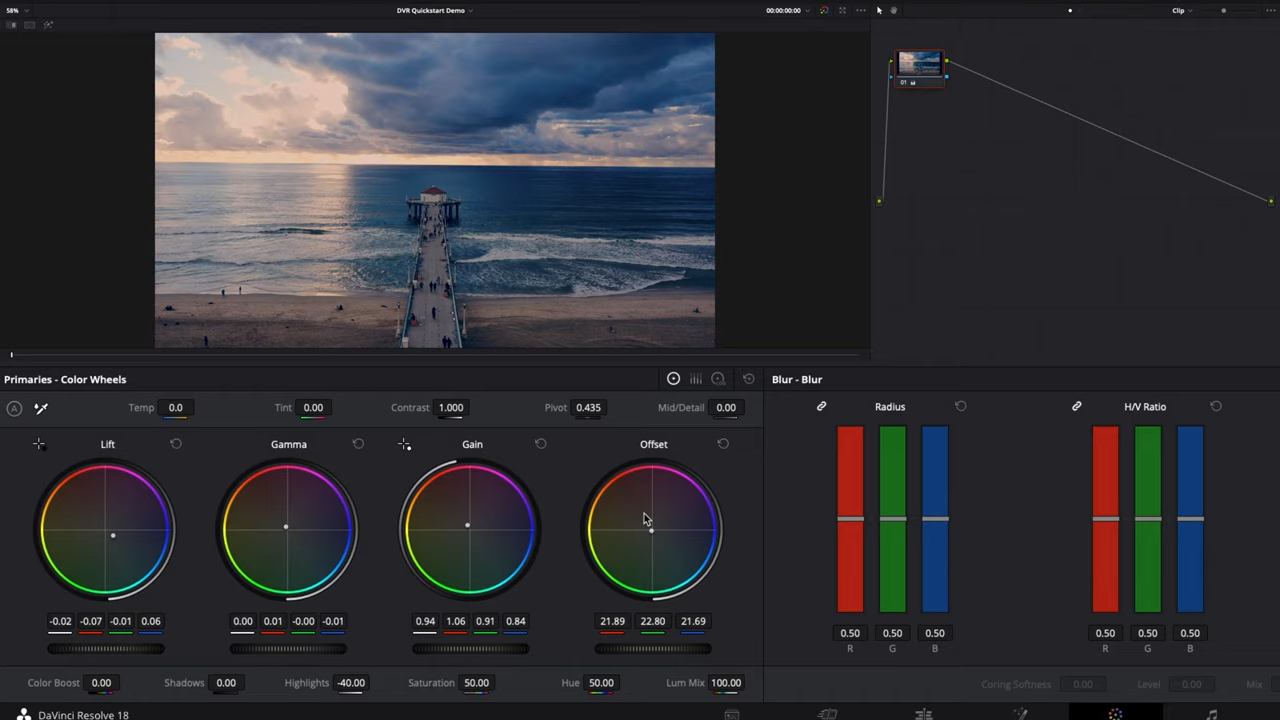 58% DVR Quickstart Demo 00:00:00:00 Clip
01
Primaries - Color Wheels Blur - Blur
A Temp 0.0 Tint 0.00 Contrast 1.000 Pivot 0.435 Mid/Detail 0.00 Radius H/V Ratio
Lift Gamma Gain Offset
-0.02 -0.07 -0.01 0.06 0.00 0.01 -0.00 -0.01 0.94 1.06 0.91 0.84 21.89 22.80 21.69
0.50 0.50 0.50 0.50 0.50 0.50
R G B R G B
Color Boost 0.00 Shadows 0.00 Highlights -40.00 Saturation 50.00 Hue 50.00 Lum Mix 100.00 Coring Softness 0.00 Level 0.00 Mix
DaVinci Resolve 18